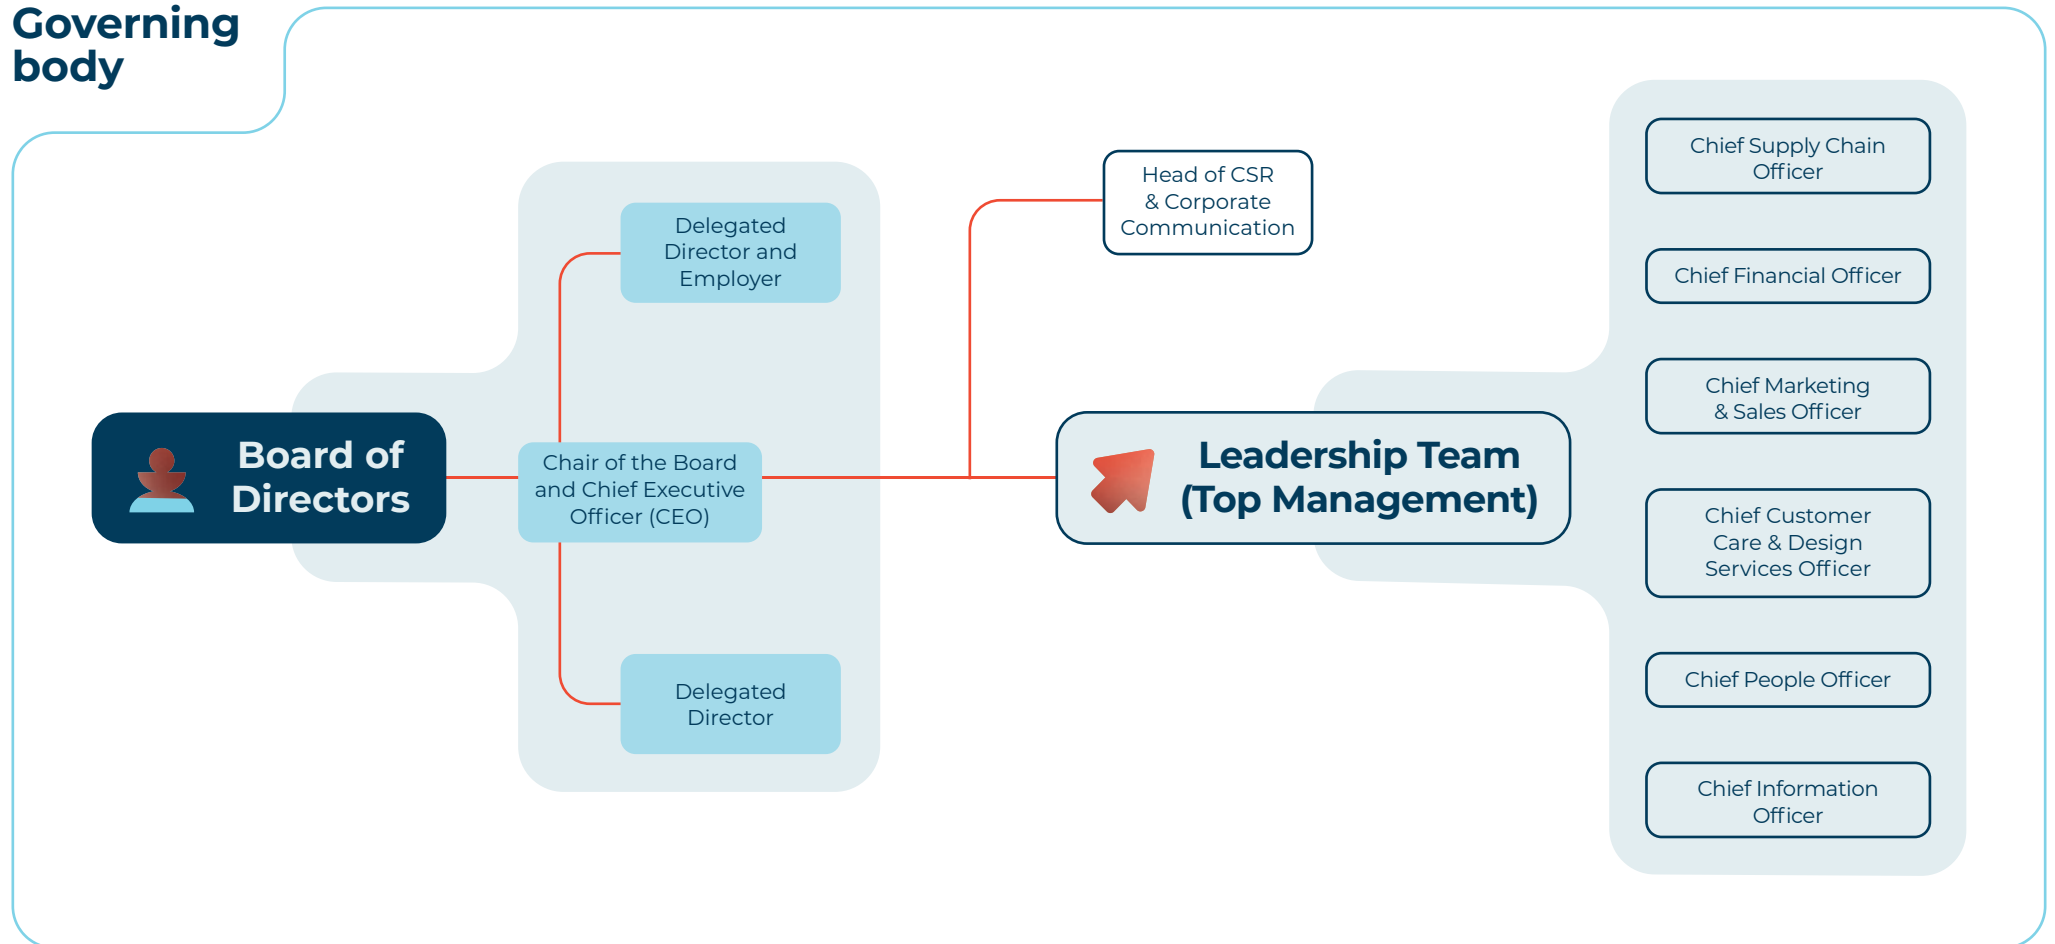 Governing
body
Board of
Directors
Delegated
Director and
Employer
Chair of the Board
and Chief Executive
Officer (CEO)
Delegated
Director
Head of CSR
& Corporate
Communication
Leadership Team
(Top Management)
Chief Supply Chain
Officer
Chief Financial Officer
Chief Marketing
& Sales Officer
Chief Customer
Care & Design
Services Officer
Chief People Officer
Chief Information
Officer